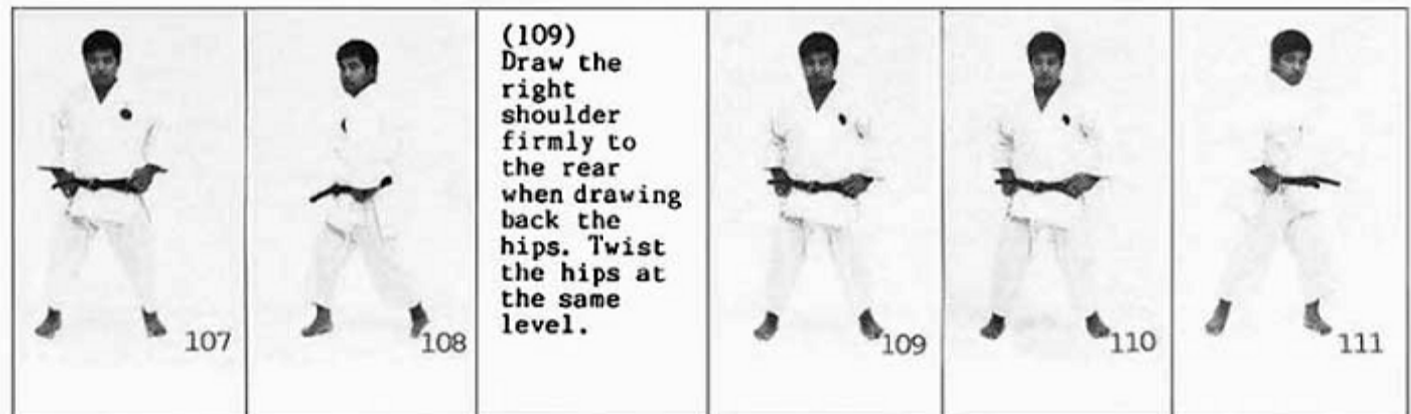 107
108
(109)
Draw the
right
shoulder
firmly to
the rear
when drawing
back the
hips. Twist
the hips at
the same
level.
109
110
111